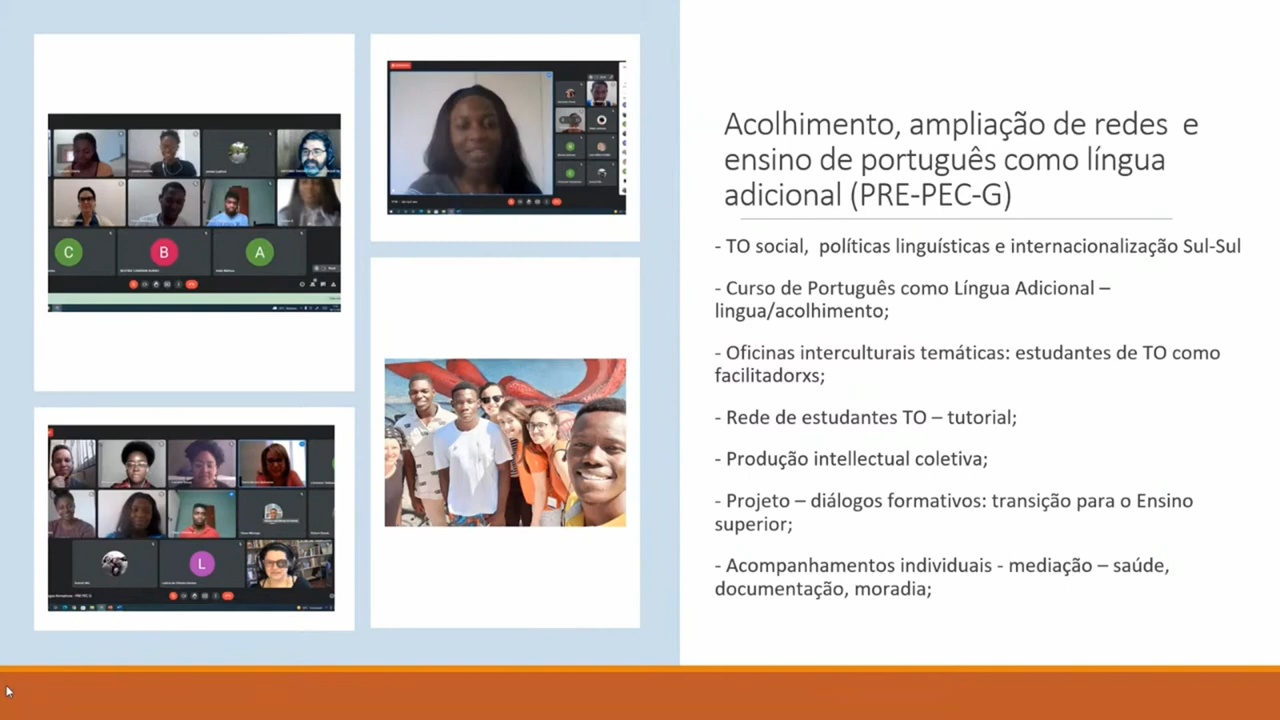 Acolhimento, ampliação de redes e
ensino de português como língua
adicional (PRE-PEC-G)
- TO social, políticas linguísticas e internacionalização Sul-Sul
- Curso de Português como Língua Adicional –
lingua/acolhimento;
- Oficinas interculturais temáticas: estudantes de TO como
facilitadorxs;
- Rede de estudantes TO – tutorial;
- Produção intellectual coletiva;
- Projeto – diálogos formativos: transição para o Ensino
superior;
- Acompanhamentos individuais - mediação – saúde,
documentação, moradia;
C
B
A
L